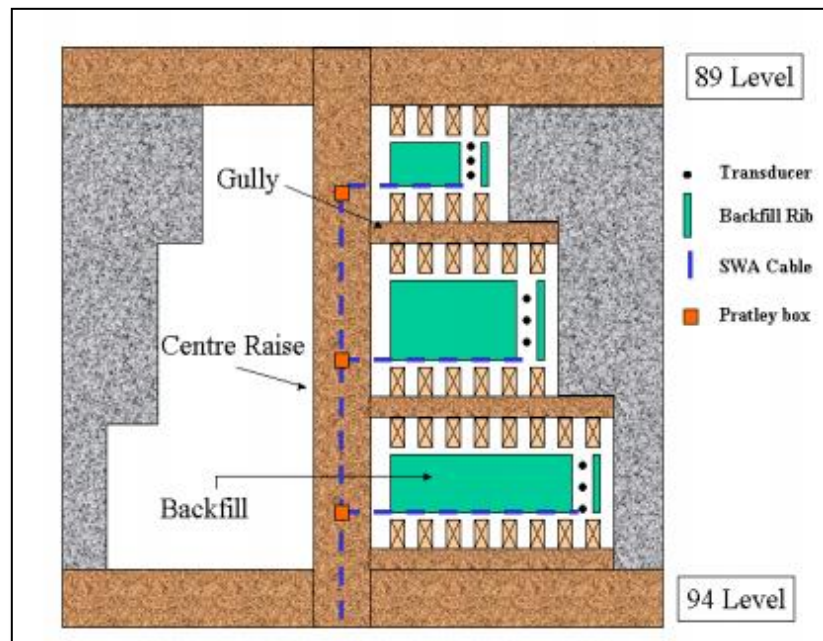 89 Level
Gully
Transducer
Backfill Rib
SWA Cable
Pratley box
Centre Raise
Backfill
94 Level